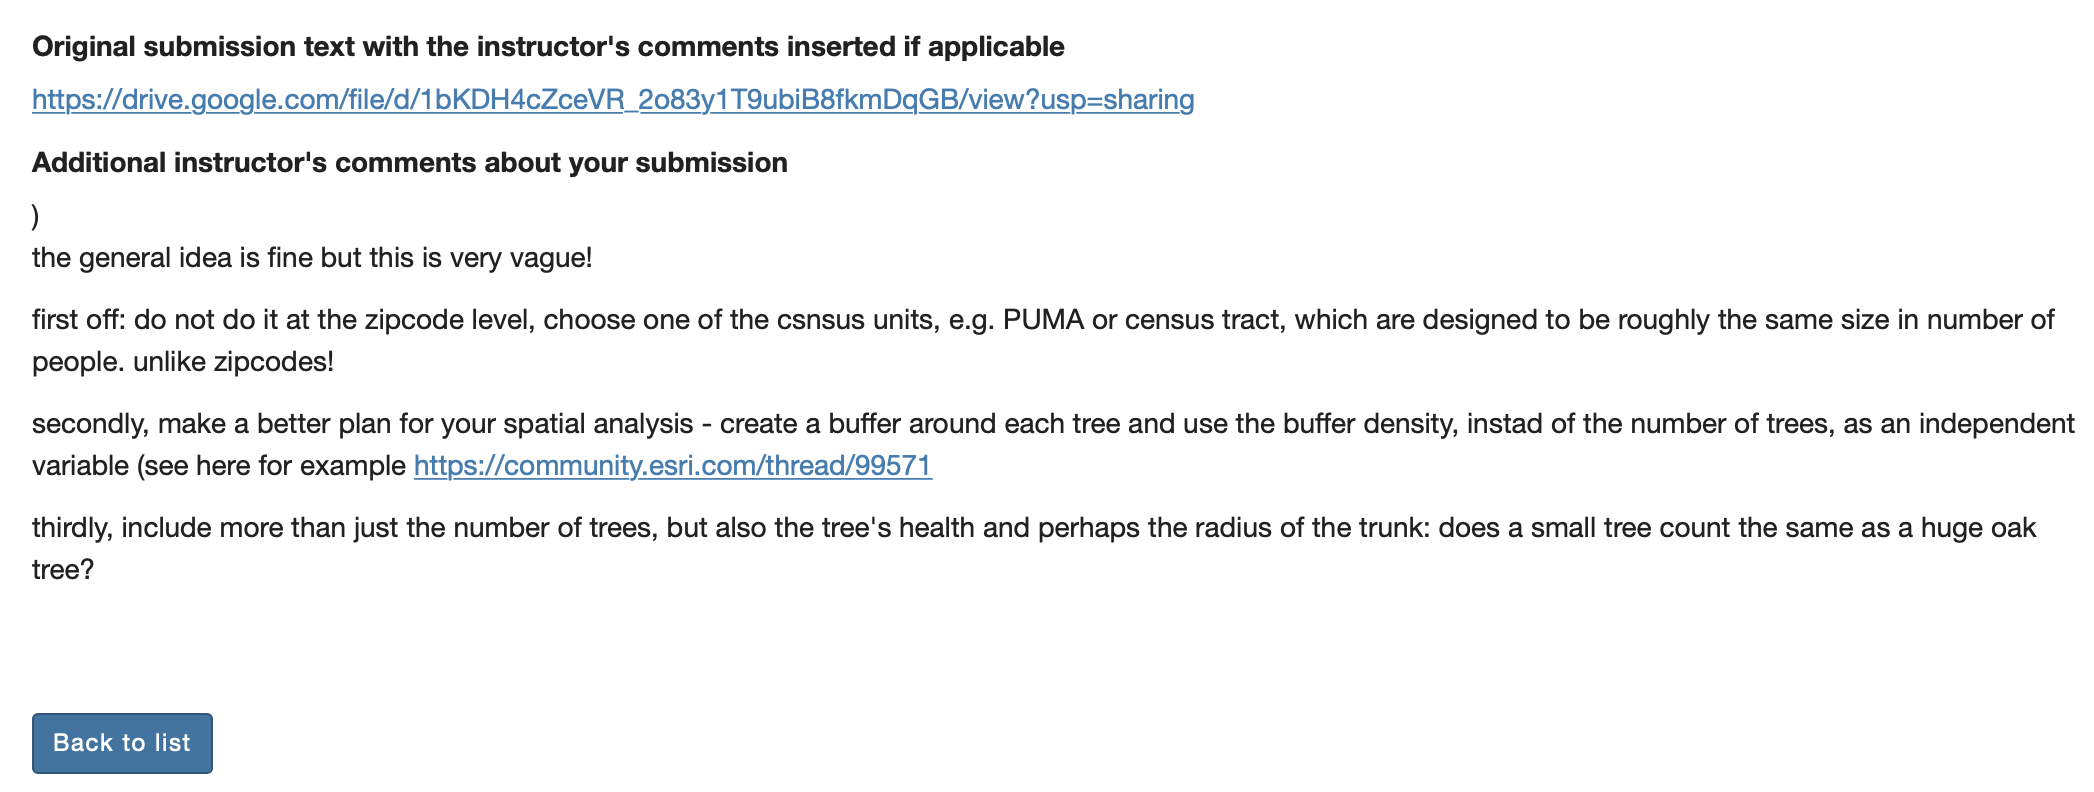 Original submission text with the instructor's comments inserted if applicable
https://drive.google.com/file/d/1bKDH4cZceVR_2o83y1T9ubiB8fkmDqGB/view?usp=sharing
Additional instructor's comments about your submission
)
the general idea is fine but this is very vague!
first off: do not do it at the zipcode level, choose one of the csnsus units, e.g. PUMA or census tract, which are designed to be roughly the same size in number of
people. unlike zipcodes!
secondly, make a better plan for your spatial analysis - create a buffer around each tree and use the buffer density, instad of the number of trees, as an independent
variable (see here for example https://community.esri.com/thread/99571
thirdly, include more than just the number of trees, but also the tree's health and perhaps the radius of the trunk: does a small tree count the same as a huge oak
tree?
Back to list